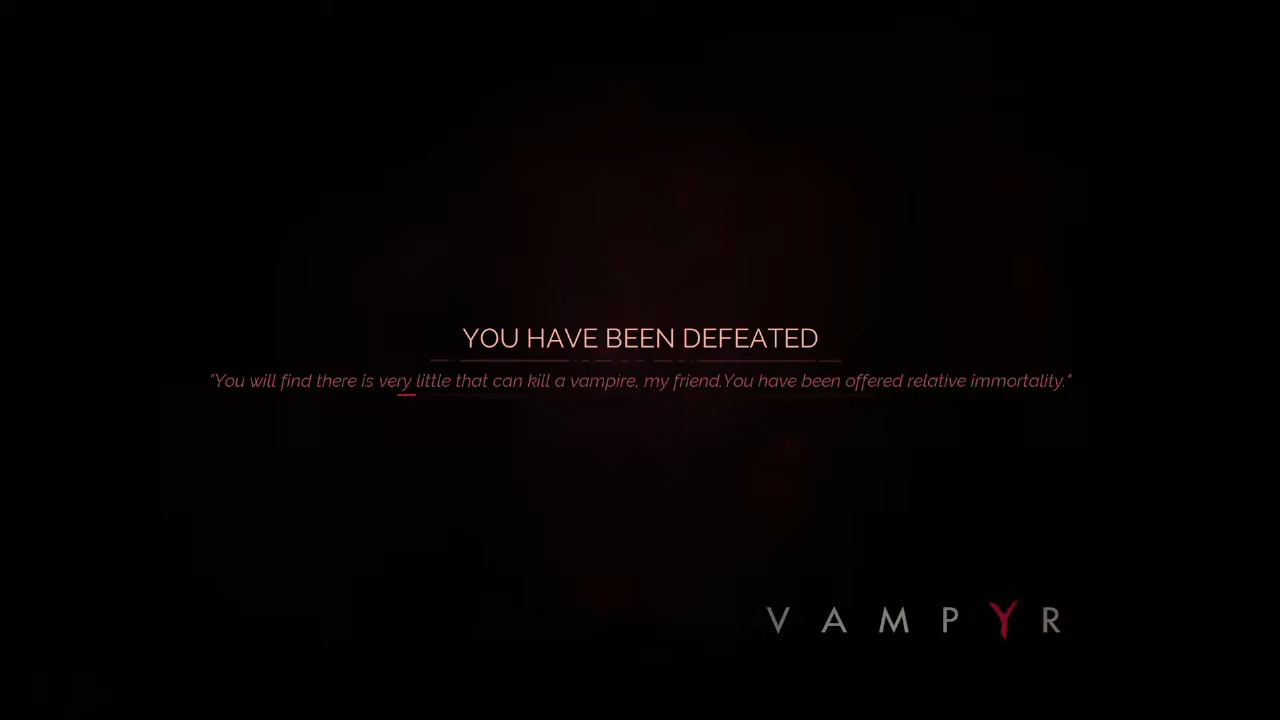 YOU HAVE BEEN DEFEATED
"You will find there is very little that can kill a vampire, my friend.You have been offered relative immortality."
VAMPYR